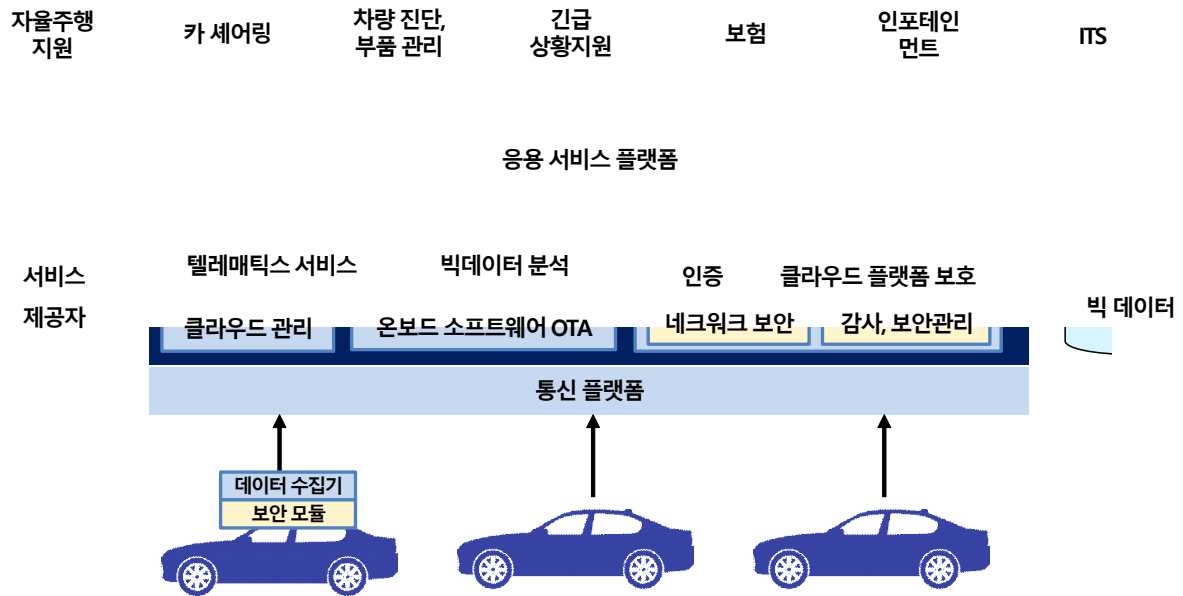 자율주행
지원
카 셰어링
차량 진단,
부품 관리
긴급
상황지원
보험
인포테인
먼트
ITS
응용 서비스 플랫폼
서비스
제공자
텔레매틱스 서비스
빅데이터 분석
인증
클라우드 플랫폼 보호
클라우드 관리
온보드 소프트웨어 OTA
네크워크 보안
감사, 보안관리
빅 데이터
통신 플랫폼
데이터 수집기
보안 모듈